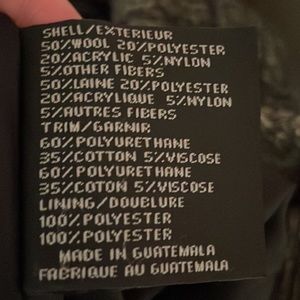 SHELL/EXTERIEUR
50%WOOL 20%POLYESTER
20%ACRYLIC 5%NYLON
5%OTHER FIBERS
50%LAINE 20%POLYESTER
20%ACRYLIQUE 5%NYLON
5%AUTRES FIBERS
TRIM/GARNIR
60%POLYURETHANE
35%COTTON 5%VISCOSE
60%POLYURETHANE
35%COTON 5%VISCOSE
LINING/DOUBLURE
100%POLYESTER
100%POLYESTER
MADE IN GUATEMALA
FABRIQUE AU GUATEMALA